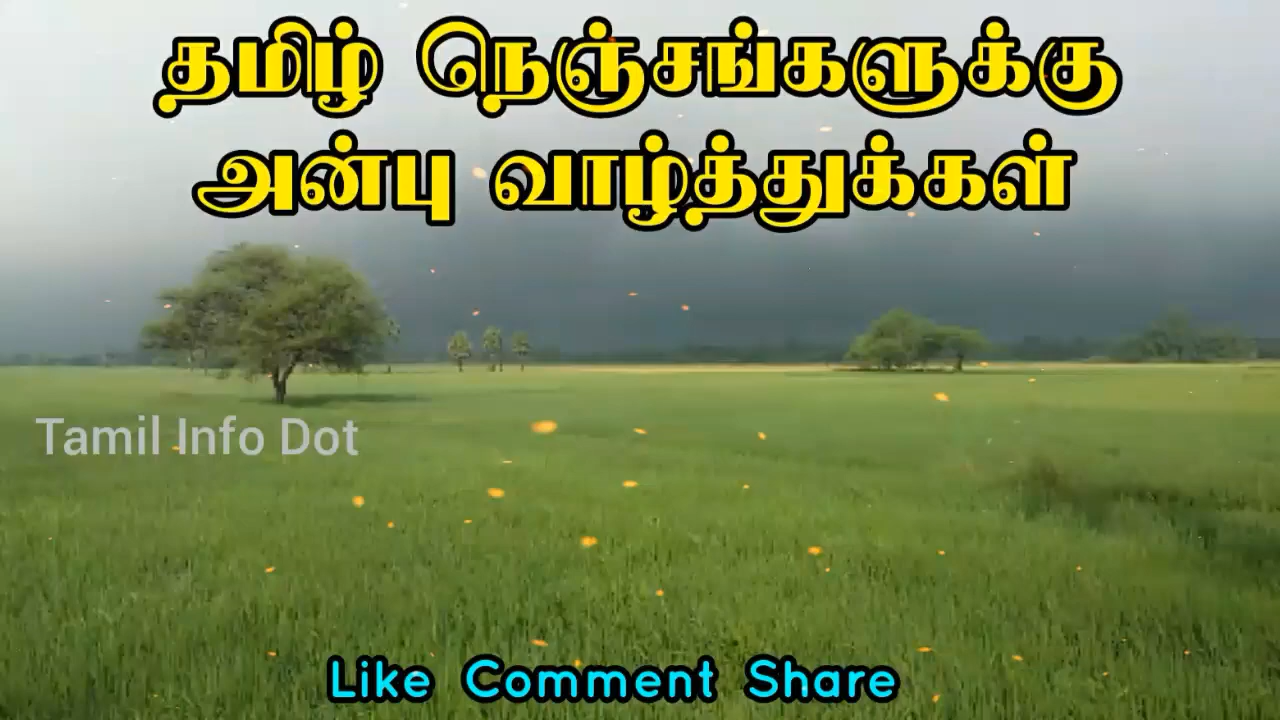 தமிழ் நெஞ்சங்களுக்கு
அன்பு வாழ்த்துக்கள்
Tamil Info Dot
Like Comment Share